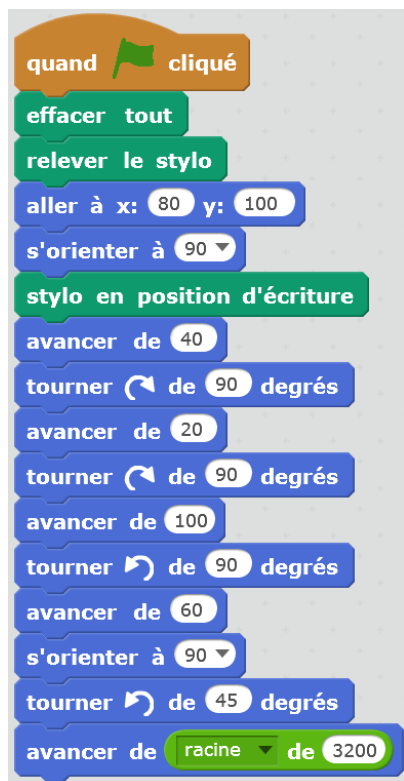 quand cliqué
effacer tout
relever le stylo
aller à x: 80 y: 100
s'orienter à 90
stylo en position d'écriture
avancer de 40
tourner de 90 degrés
avancer de 20
tourner de 90 degrés
avancer de 100
tourner de 90 degrés
avancer de 60
s'orienter à 90
tourner de 45 degrés
avancer de racine de 3200